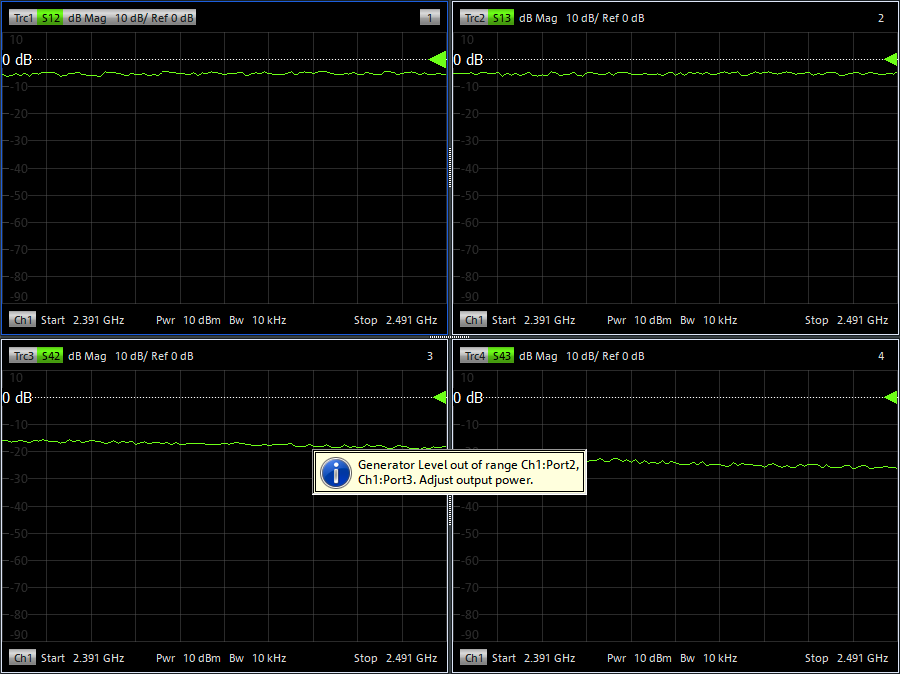 Trc1 S12 dB Mag 10 dB/ Ref 0 dB 1
10
0 dB
-10
-20
-30
-40
-50
-60
-70
-80
-90
Ch1 Start 2.391 GHz Pwr 10 dBm Bw 10 kHz Stop 2.491 GHz
Trc2 S13 dB Mag 10 dB/ Ref 0 dB 2
10
0 dB
-10
-20
-30
-40
-50
-60
-70
-80
-90
Ch1 Start 2.391 GHz Pwr 10 dBm Bw 10 kHz Stop 2.491 GHz
Trc3 S42 dB Mag 10 dB/ Ref 0 dB 3
10
0 dB
-10
-20
-30
-40
-50
-60
-70
-80
-90
Ch1 Start 2.391 GHz Pwr 10 dBm Bw 10 kHz Stop 2.491 GHz
Trc4 S43 dB Mag 10 dB/ Ref 0 dB 4
10
0 dB
-10
-20
-30
-40
-50
-60
-70
-80
-90
Ch1 Start 2.391 GHz Pwr 10 dBm Bw 10 kHz Stop 2.491 GHz
Generator Level out of range Ch1:Port2,
Ch1:Port3. Adjust output power.